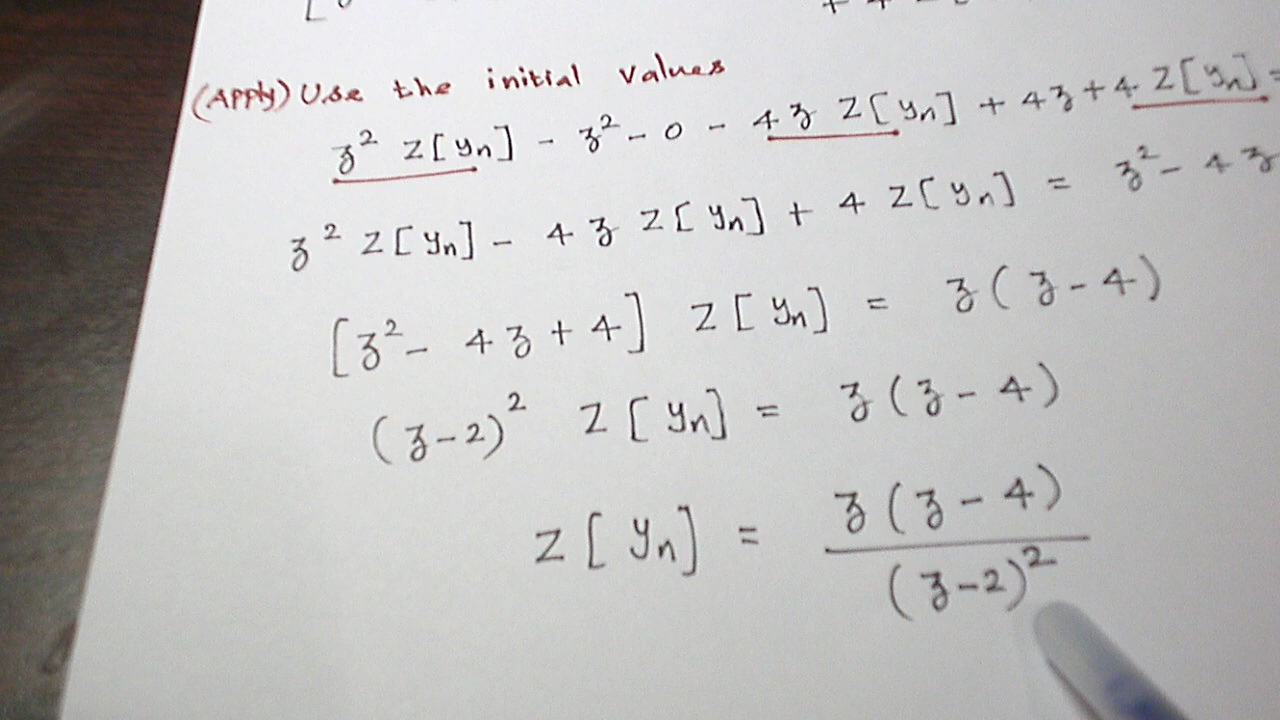 (Apply) Use the initial values
z² Z[yn] - z² - 0 - 4z Z[yn] + 4z + 4 Z[yn] =
z² Z[yn] - 4z Z[yn] + 4 Z[yn] = z² - 4z
[z² - 4z + 4] Z[yn] = z(z - 4)
(z-2)² Z[yn] = z(z - 4)
Z[yn] = z(z - 4) / (z-2)²